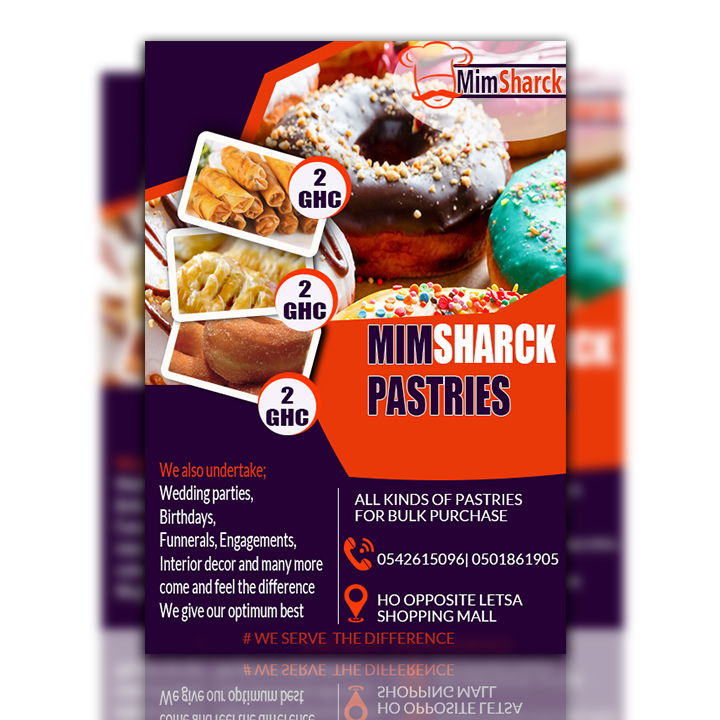 MimSharck
2
GHC
2
GHC
2
GHC
MIMSHARCK
PASTRIES
We also undertake;
Wedding parties,
Birthdays,
Funerals, Engagements,
Interior decor and many more
come and feel the difference
We give our optimum best
ALL KINDS OF PASTRIES
FOR BULK PURCHASE
0542615096| 0501861905
HO OPPOSITE LETSA
SHOPPING MALL
# WE SERVE THE DIFFERENCE